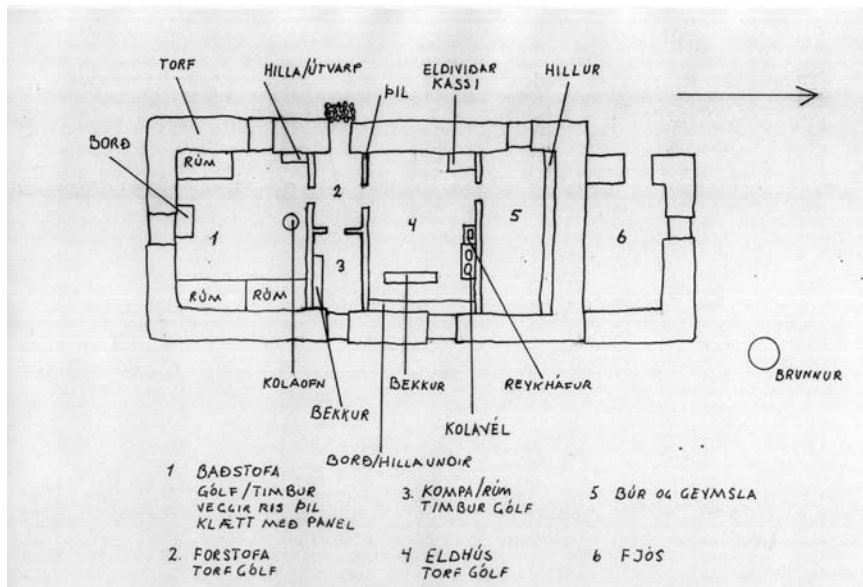 TORF
HILLA/ÚTVARP
ELDIVIDAR
KASSI
ÞIL
HILLUR
BORÐ
RÚM
2
4
5
6
1
3
RÚM
RÚM
KOLAOFN
BEKKUR
BEKKUR
KOLAVÉL
REYKHÁFUR
BRUNNUR
BORÐ/HILLA UNDIR
1 BAÐSTOFA
GÓLF/TIMBUR
VEGGIR RIS ÞIL
KLÆTT MEÐ PANEL
2. FORSTOFA
TORF GÓLF
3. KOMPA/RÚM
TIMBUR GÓLF
4 ELDHÚS
TORF GÓLF
5 BÚR OG GEYMSLA
6 FJÓS